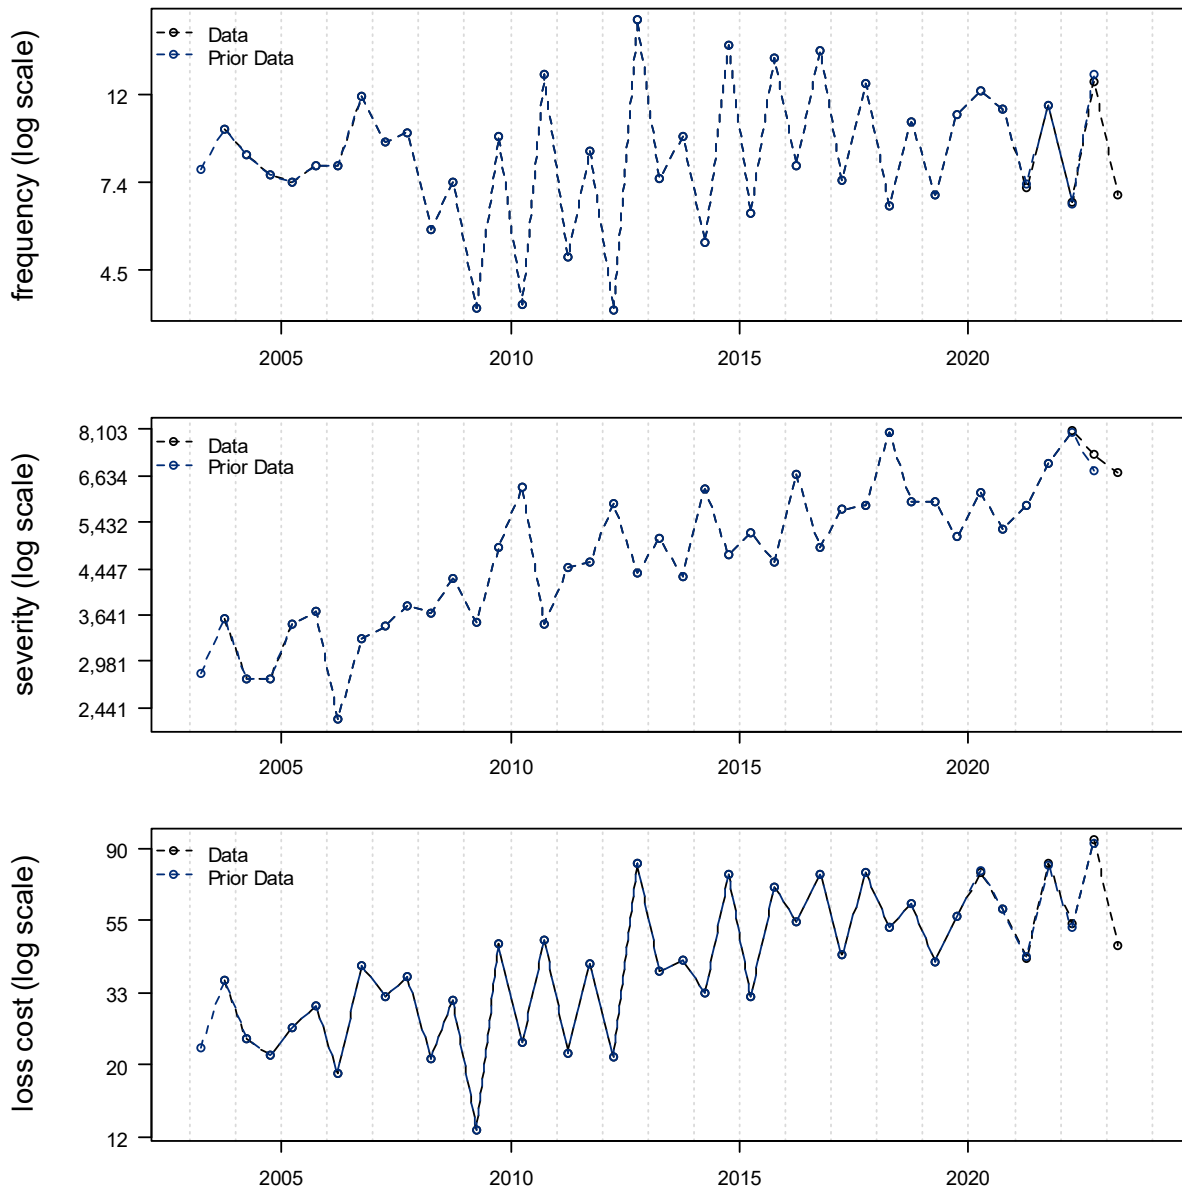 frequency (log scale)
Data
Prior Data
12
7.4
4.5
2005 2010 2015 2020
severity (log scale)
Data
Prior Data
8,103
6,634
5,432
4,447
3,641
2,981
2,441
2005 2010 2015 2020
loss cost (log scale)
Data
Prior Data
90
55
33
20
12
2005 2010 2015 2020